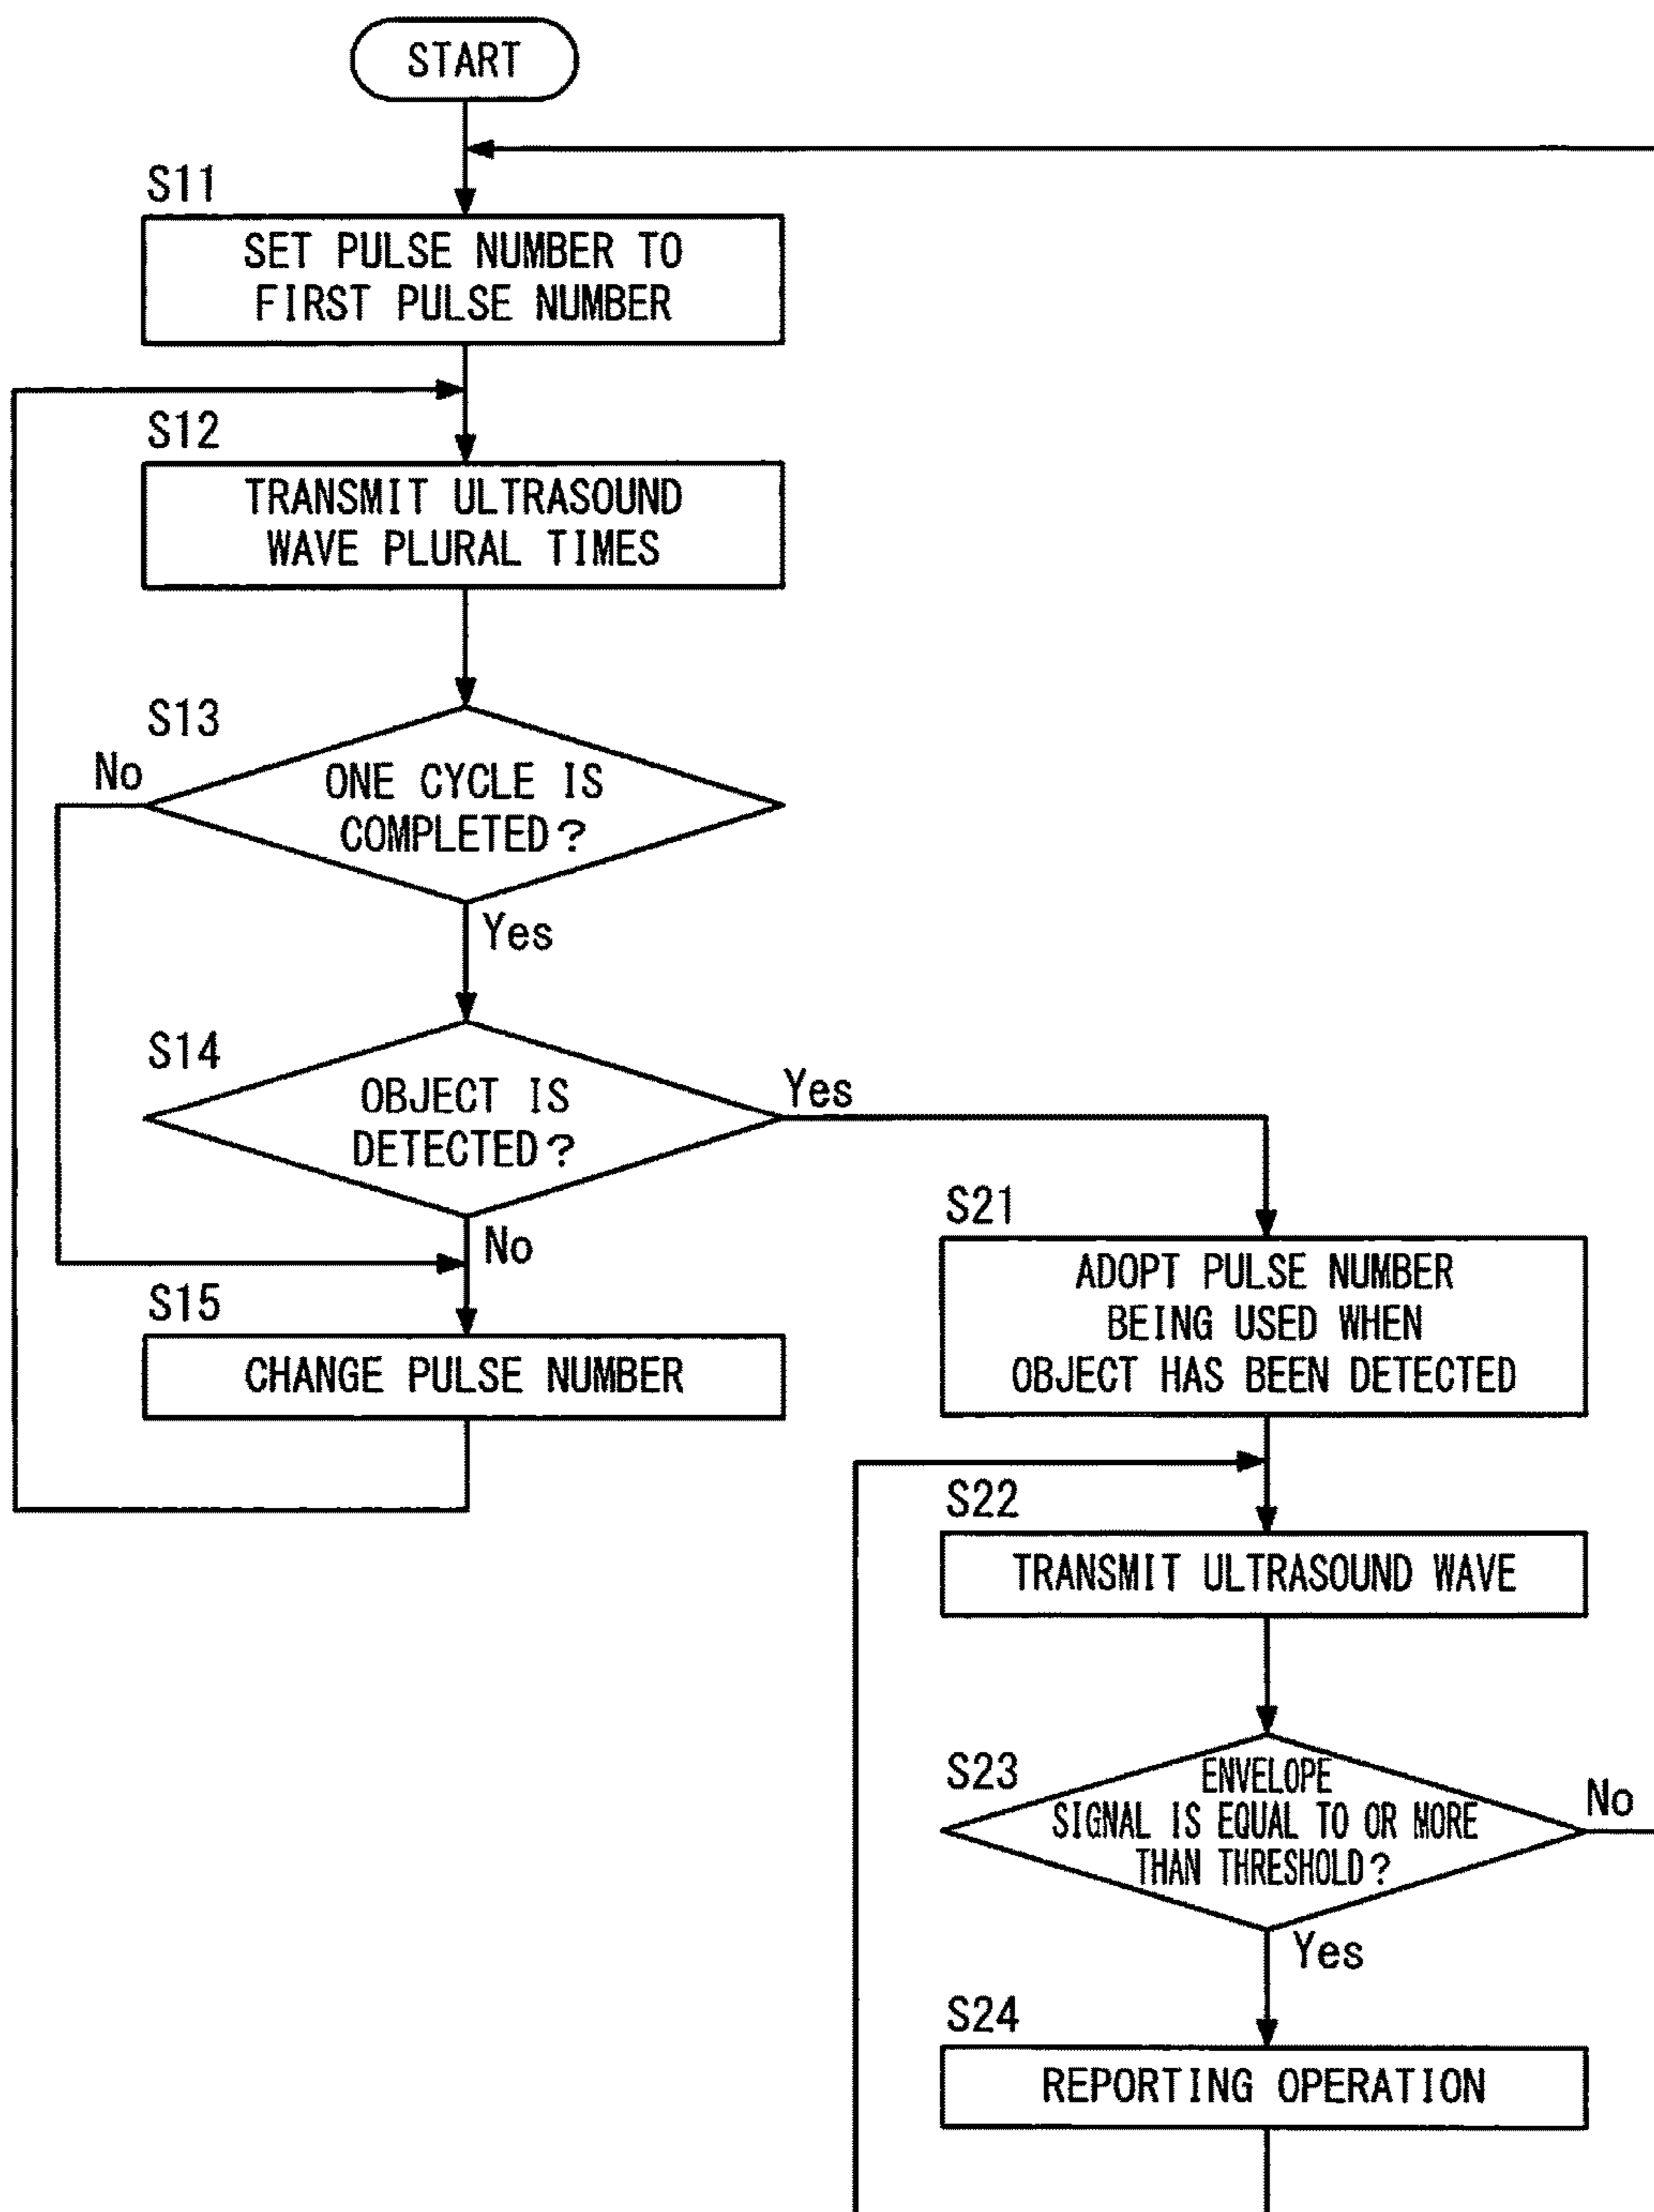 START
S11
SET PULSE NUMBER TO
FIRST PULSE NUMBER
S12
TRANSMIT ULTRASOUND
WAVE PLURAL TIMES
S13
No
ONE CYCLE IS
COMPLETED?
Yes
S14
OBJECT IS
DETECTED?
Yes
No
S15
CHANGE PULSE NUMBER
S21
ADOPT PULSE NUMBER
BEING USED WHEN
OBJECT HAS BEEN DETECTED
S22
TRANSMIT ULTRASOUND WAVE
S23
ENVELOPE
SIGNAL IS EQUAL TO OR MORE
THAN THRESHOLD?
No
Yes
S24
REPORTING OPERATION